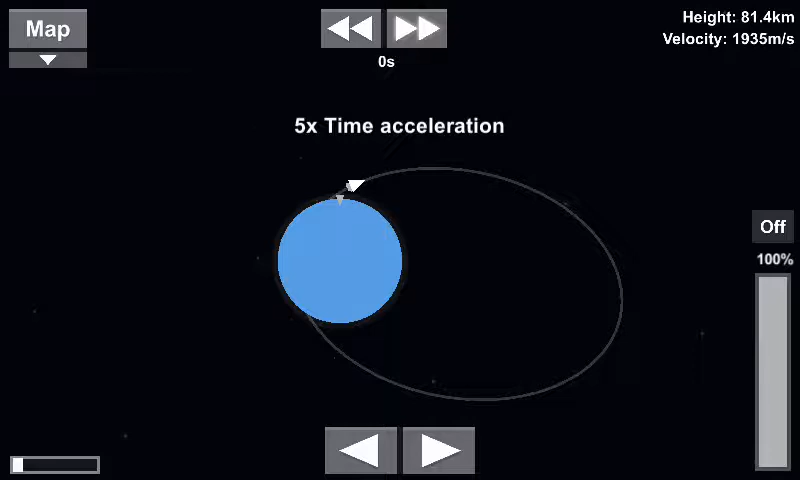 Map
Height: 81.4km
Velocity: 1935m/s
0s
5x Time acceleration
Off
100%